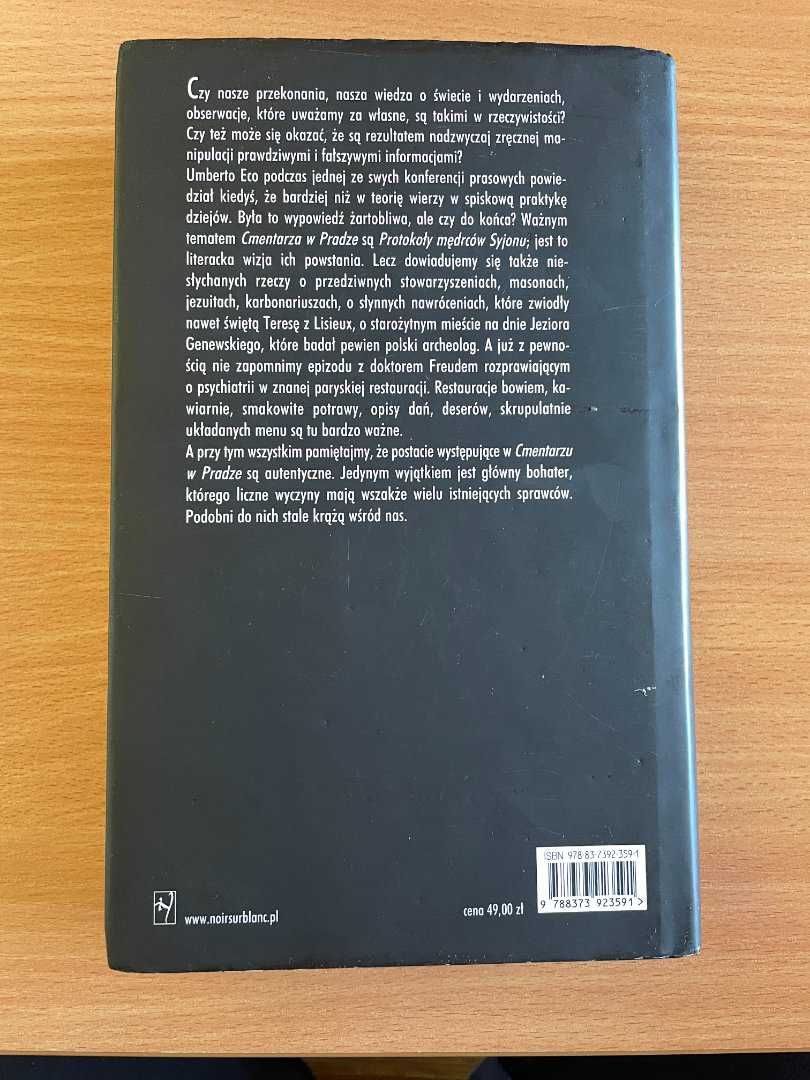 Czy nasze przekonania, nasza wiedza o świecie i wydarzeniach,
obserwacje, które uważamy za własne, są takimi w rzeczywistości?
Czy też może się okazać, że są rezultatem nadzwyczaj zręcznej ma-
nipulacji prawdziwymi i fałszywymi informacjami?
Umberto Eco podczas jednej ze swych konferencji prasowych powie-
dział kiedyś, że bardziej niż w teorię wierzy w spiskową praktykę
dziejów. Była to wypowiedź żartobliwa, ale czy do końca? Ważnym
tematem Cmentarza w Pradze są Protokoły mędrców Syjonu; jest to
literacka wizja ich powstania. Lecz dowiadujemy się także nie-
słychanych rzeczy o przedziwnych stowarzyszeniach, masonach,
jezuitach, karbonariuszach, o słynnych nawróceniach, które zwiodły
nawet świętą Teresę z Lisieux, o starożytnym mieście na dnie Jeziora
Genewskiego, które badał pewien polski archeolog. A już z pewno-
ścią nie zapomnimy epizodu z doktorem Freudem rozprawiającym
o psychiatrii w znanej paryskiej restauracji. Restauracje bowiem, ka-
wiarnie, smakowite potrawy, opisy dań, deserów, skrupulatnie
układanych menu są tu bardzo ważne.
A przy tym wszystkim pamiętajmy, że postacie występujące w Cmentarzu
w Pradze są autentyczne. Jedynym wyjątkiem jest główny bohater,
którego liczne wyczyny mają wszakże wielu istniejących sprawców.
Podobni do nich stale krążą wśród nas.
ISBN 978-83-7392-359-1
9 788373 923591 >
cena 49,00 zł
www.noirsurblanc.pl